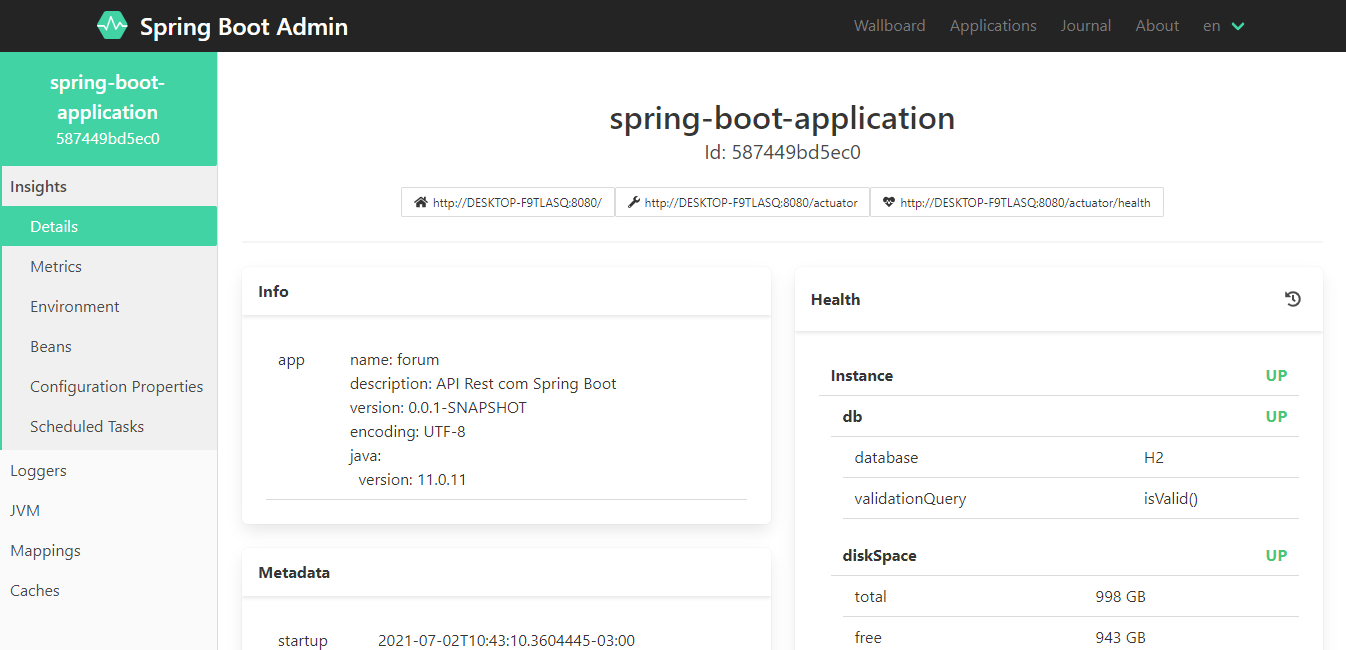 Spring Boot Admin
Wallboard Applications Journal About en
spring-boot-
application
587449bd5ec0
Insights
Details
Metrics
Environment
Beans
Configuration Properties
Scheduled Tasks
Loggers
JVM
Mappings
Caches
spring-boot-application
Id: 587449bd5ec0
http://DESKTOP-F9TLASQ:8080/ http://DESKTOP-F9TLASQ:8080/actuator http://DESKTOP-F9TLASQ:8080/actuator/health
Info
app name: forum
description: API Rest com Spring Boot
version: 0.0.1-SNAPSHOT
encoding: UTF-8
java:
version: 11.0.11
Metadata
startup 2021-07-02T10:43:10.3604445-03:00
Health
Instance UP
db UP
database H2
validationQuery isValid()
diskSpace UP
total 998 GB
free 943 GB